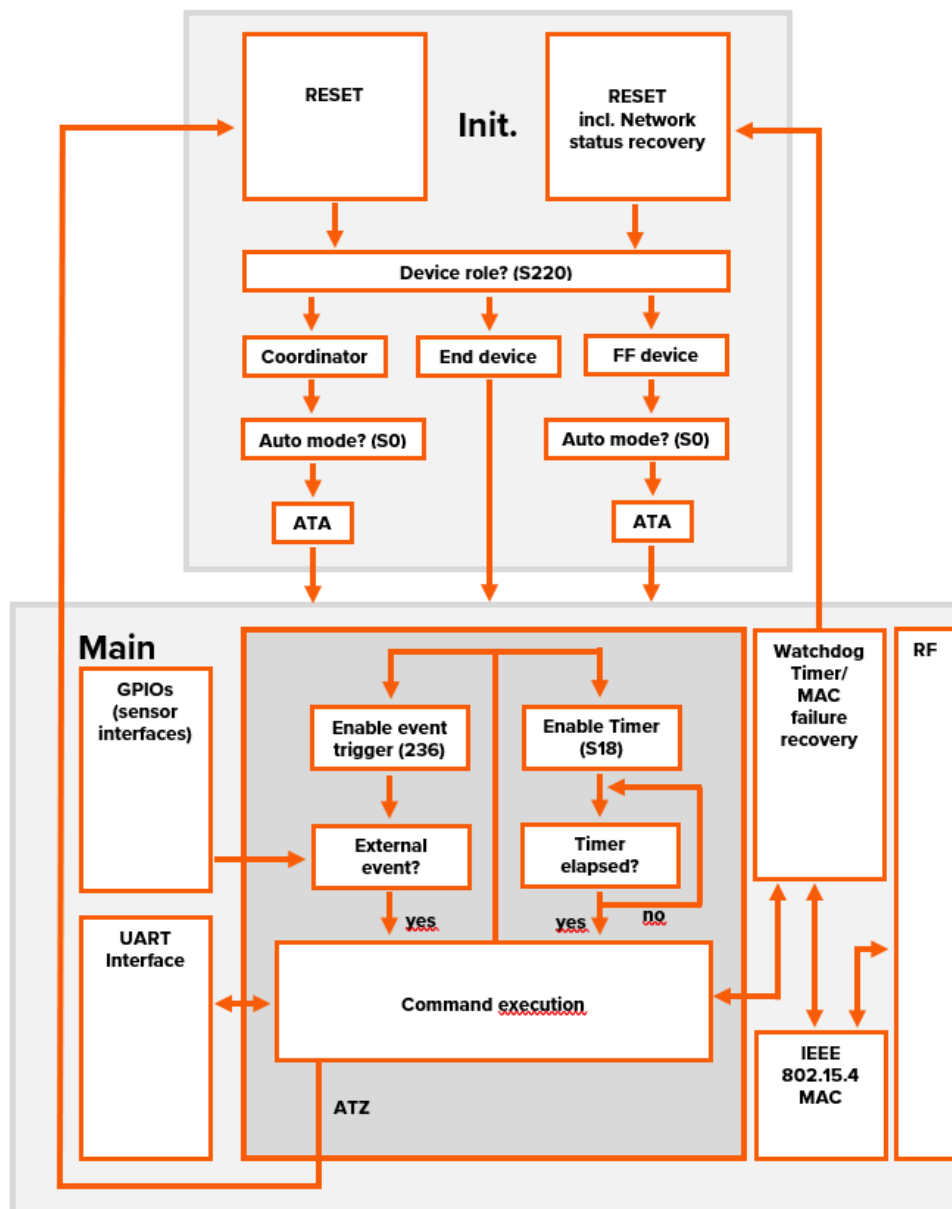 RESET
Init.
RESET
incl. Network
status recovery
Device role? (S220)
Coordinator
End device
FF device
Auto mode? (S0)
Auto mode? (S0)
ATA
ATA
Main
GPIOs
(sensor
interfaces)
Enable event
trigger (236)
Enable Timer
(S18)
Watchdog
Timer/
MAC
failure
recovery
RF
External
event?
Timer
elapsed?
yes
yes
no
UART
Interface
Command execution
IEEE
802.15.4
MAC
ATZ